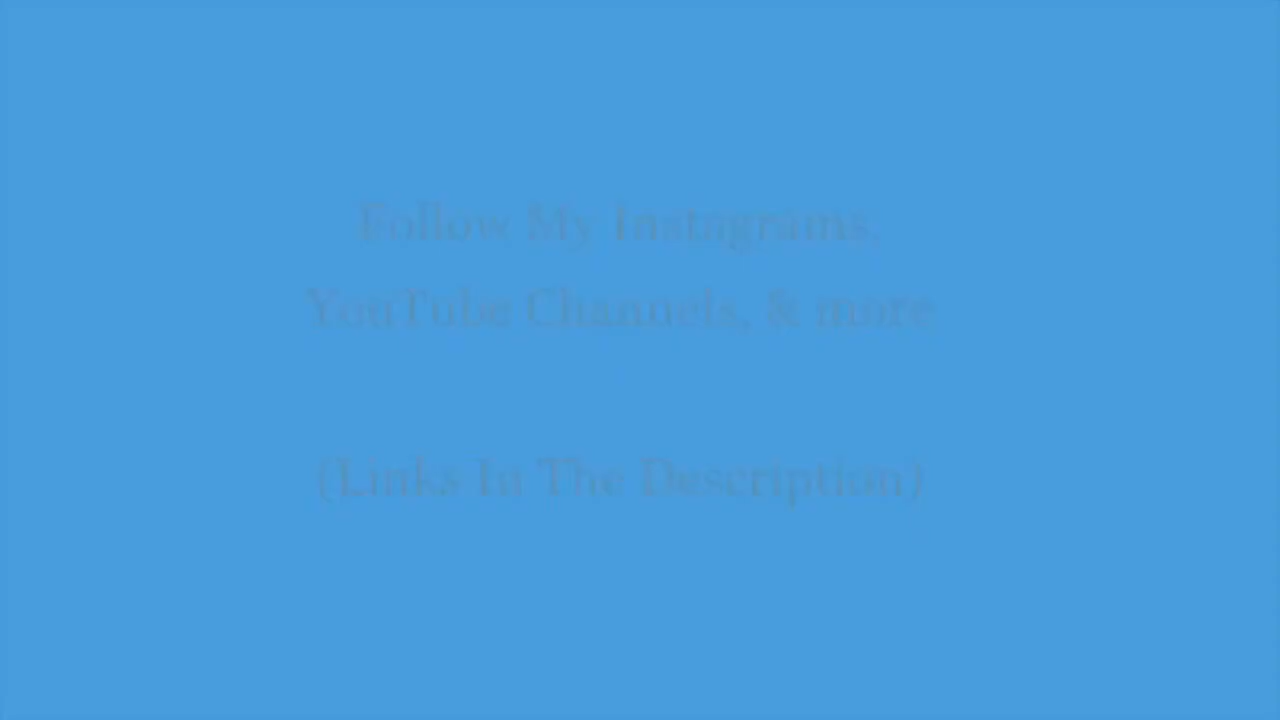 Follow My Instagrams,
YouTube Channels, & more
(Links In The Description)